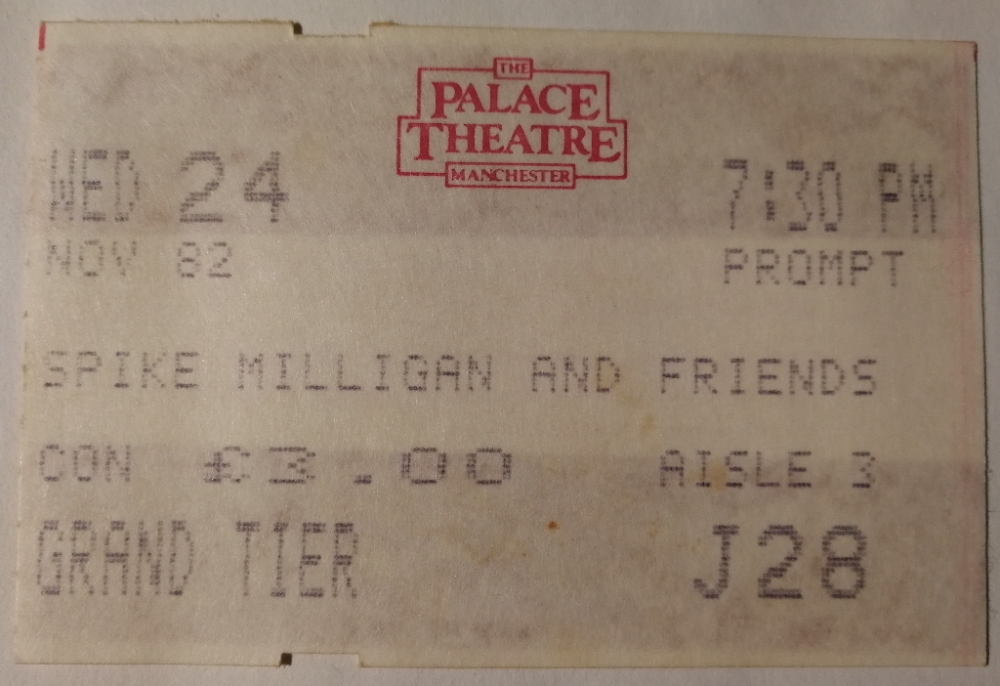 THE
PALACE
THEATRE
MANCHESTER
WED 24 7:30 PM
NOV 82 PROMPT
SPIKE MILLIGAN AND FRIENDS
CON £3.00 AISLE 3
GRAND TIER J28